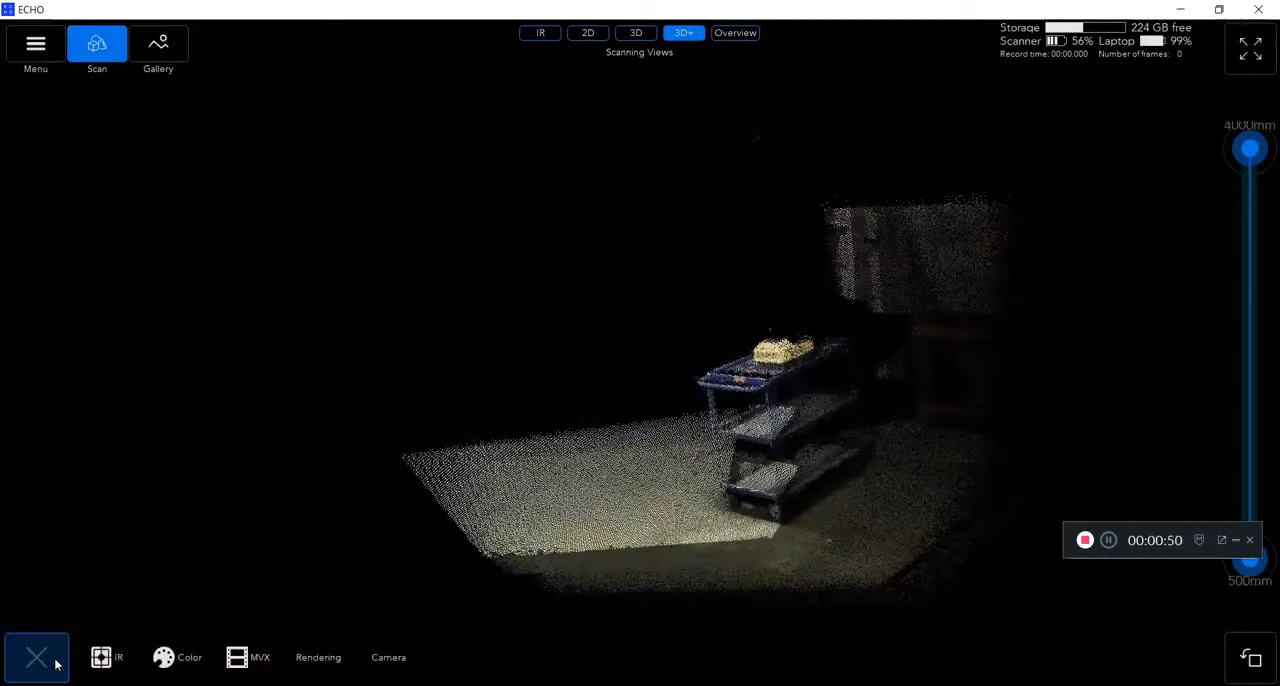 ECHO
Menu
Scan
Gallery
IR
2D
3D
3D+
Overview
Scanning Views
Storage 224 GB free
Scanner 56% Laptop 99%
Record time: 00:00.000 Number of frames: 0
4000mm
00:00:50
500mm
IR
Color
MVX
Rendering
Camera